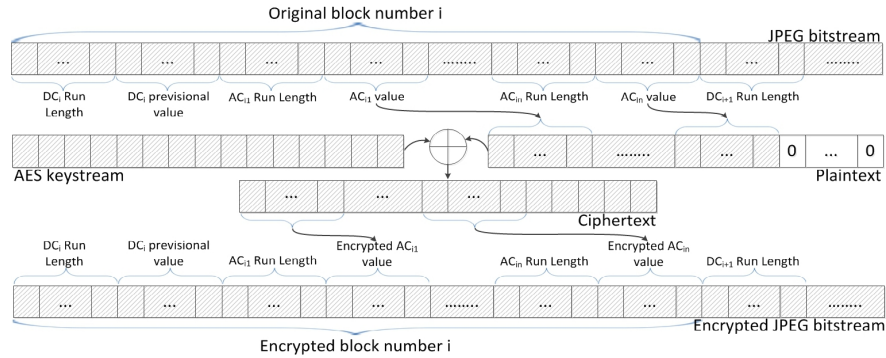 Original block number i
JPEG bitstream
... ... ... ... ........ ... ... ... ........
DCi Run Length
DCi previsional value
ACi1 Run Length
ACi1 value
ACin Run Length
ACin value
DCi+1 Run Length
... ........ ... 0 ... 0
AES keystream
Plaintext
... ... ...
Ciphertext
DCi Run Length
DCi previsional value
ACi1 Run Length
Encrypted ACi1 value
ACin Run Length
Encrypted ACin value
DCi+1 Run Length
... ... ... ... ........ ... ... ... ........
Encrypted JPEG bitstream
Encrypted block number i